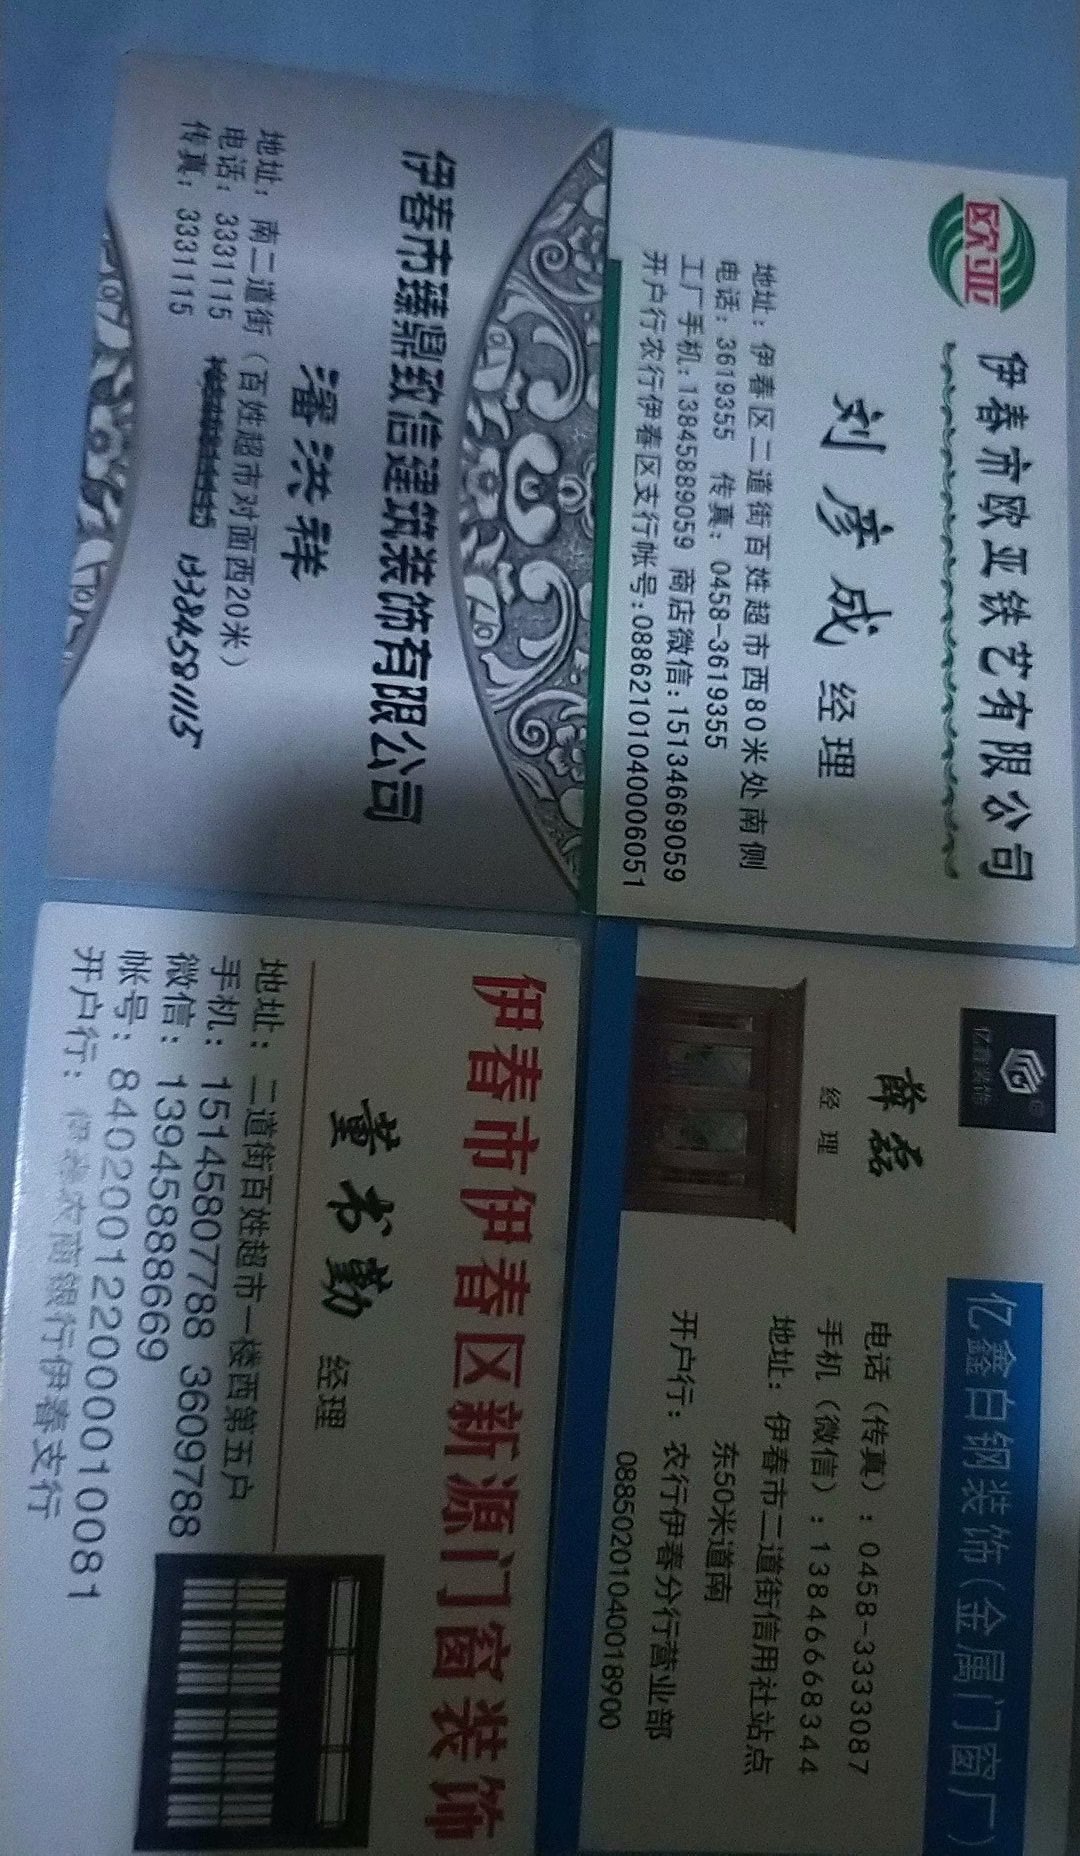 欧亚
伊春市欧亚铁艺有限公司
刘彦成 经理
地址：伊春区二道街百姓超市西80米处南侧
电话：3619355 传真：0458-3619355
工厂手机:13845889059 商店微信:15134669059
开户行农行伊春区支行帐号:08862101040006051
亿鑫装饰
亿鑫白钢装饰(金属门窗厂)
薛磊
经理
电话（传真）：0458-3333087
手机（微信）：13846668344
地址：伊春市二道街信用社站点
东50米道南
开户行：农行伊春分行营业部
08850201040018900
伊春市臻鼎致信建筑装饰有限公司
潘洪祥
地址：南二道街（百姓超市对面西20米）
电话：3331115
传真：3331115
13384581115
伊春市伊春区新源门窗装饰
董书勤 经理
地址：二道街百姓超市一楼西第五户
手机：15145807788 3609788
微信：13945888669
帐号：840200122000010081
开户行：伊春农商银行伊春支行